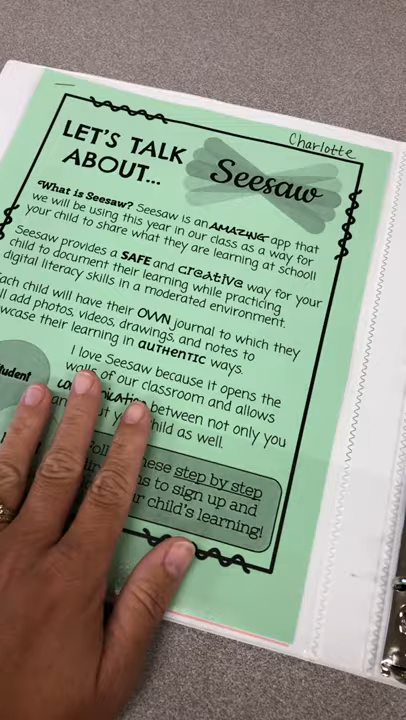 Charlotte
LET'S TALK
ABOUT...
Seesaw
What is Seesaw? Seesaw is an AMAZING app that
we will be using this year in our class as a way for
your child to share what they are learning at school!
Seesaw provides a SAFE and creative way for your
child to document their learning while practicing
digital literacy skills in a moderated environment.
Each child will have their OWN journal to which they
add photos, videos, drawings, and notes to
their learning in AUTHENTIC ways.
I love Seesaw because it opens the
walls of our classroom and allows
between not only you
child as well.
step by step
to sign up and
child's learning!